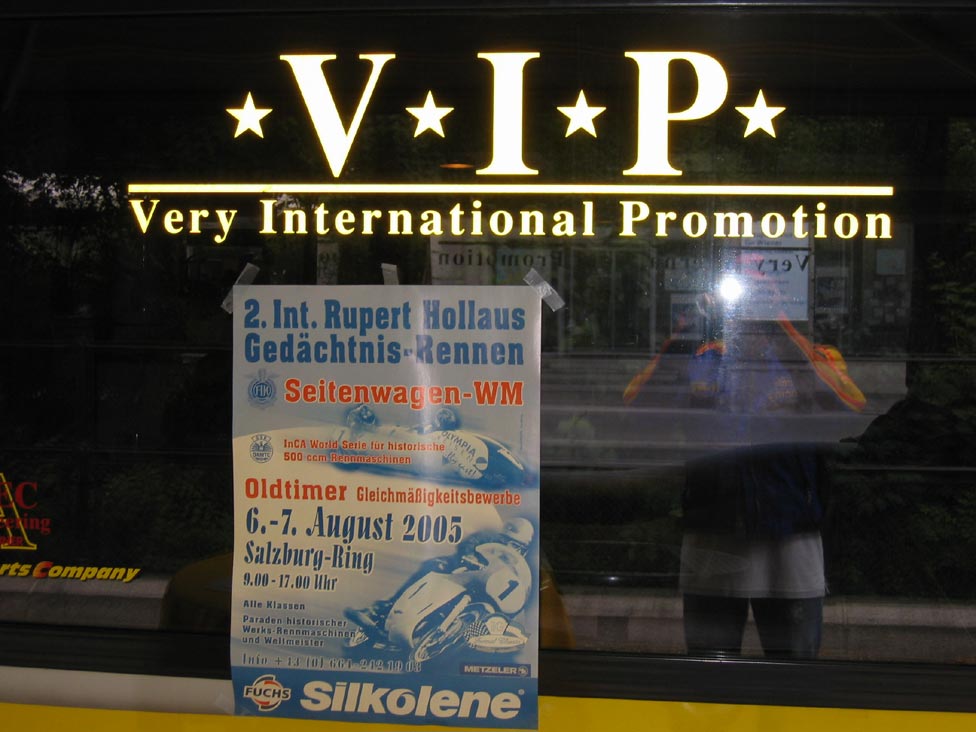 V I P
Very International Promotion
2. Int. Rupert Hollaus
Gedächtnis-Rennen
Seitenwagen-WM
InCA World Serie für historische
500 ccm Rennmaschinen
OLYMPIA
Oldtimer Gleichmäßigkeitsbewerbe
6.-7. August 2005
Salzburg-Ring
9.00-17.00 Uhr
1
Alle Klassen
Paraden historischer
Werks-Rennmaschinen
und Weltmeister
METZELER
FUCHS
Silkolene
Company